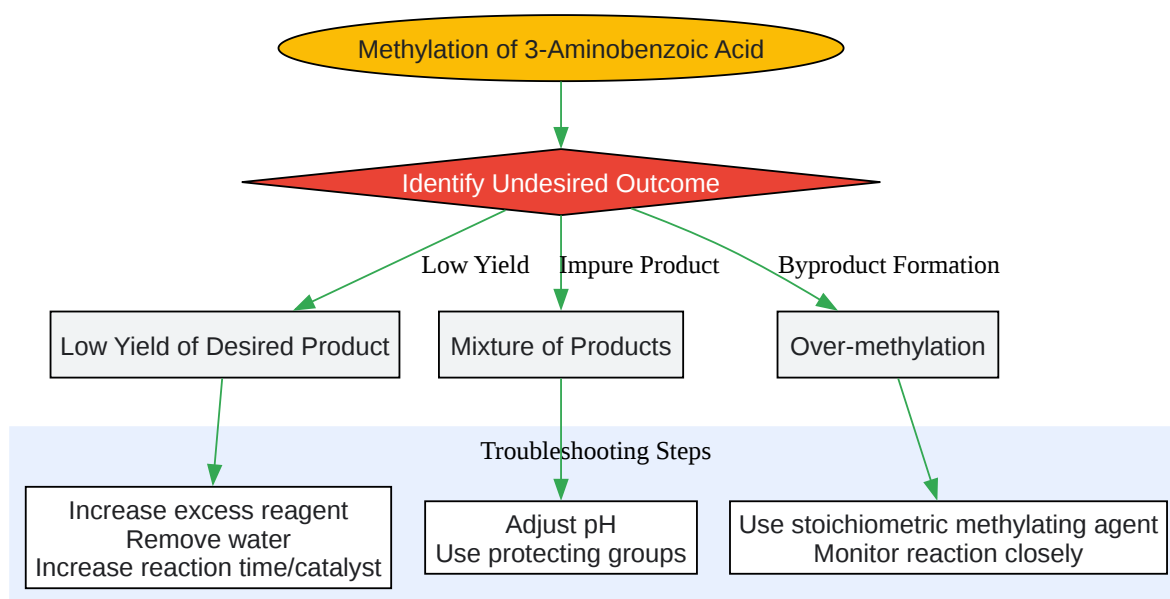 Methylation of 3-Aminobenzoic Acid
Identify Undesired Outcome
Low Yield
Impure Product
Byproduct Formation
Low Yield of Desired Product
Mixture of Products
Over-methylation
Troubleshooting Steps
Increase excess reagent
Remove water
Increase reaction time/catalyst
Adjust pH
Use protecting groups
Use stoichiometric methylating agent
Monitor reaction closely